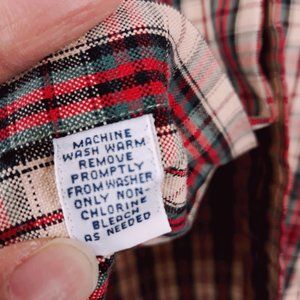 MACHINE
WASH WARM
REMOVE
PROMPTLY
FROM WASHER
ONLY NON-
CHLORINE
BLEACH
AS NEEDED